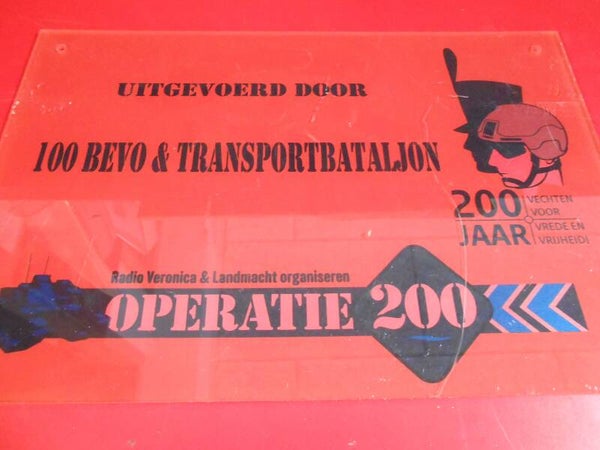 UITGEVOERD DOOR
100 BEVO & TRANSPORTBATALJON
200 JAAR
VECHTEN
VOOR
VREDE EN
VRIJHEID!
Radio Veronica & Landmacht organiseren
OPERATIE 200